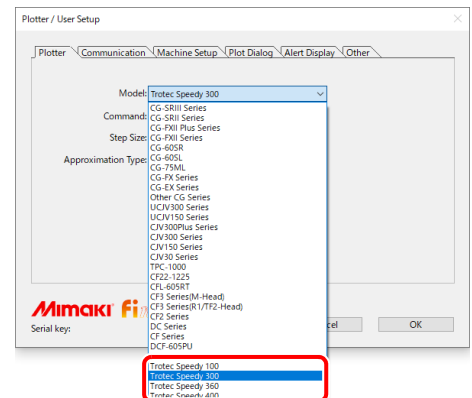 Plotter / User Setup
Plotter Communication Machine Setup Plot Dialog Alert Display Other
Model: Trotec Speedy 300
Command:
Step Size:
Approximation Type:
CG-SRIII Series
CG-SRII Series
CG-FXII Plus Series
CG-FXII Series
CG-60SR
CG-60SL
CG-75ML
CG-FX Series
CG-EX Series
Other CG Series
UCJV300 Series
UCJV150 Series
CJV300Plus Series
CJV300 Series
CJV150 Series
CJV30 Series
TPC-1000
CF22-1225
CFL-605RT
CF3 Series(M-Head)
CF3 Series(R1/TF2-Head)
CF2 Series
DC Series
CF Series
DCF-605PU
Trotec Speedy 100
Trotec Speedy 300
Trotec Speedy 360
Trotec Speedy 400
Mimaki Fi
Serial key:
cel OK